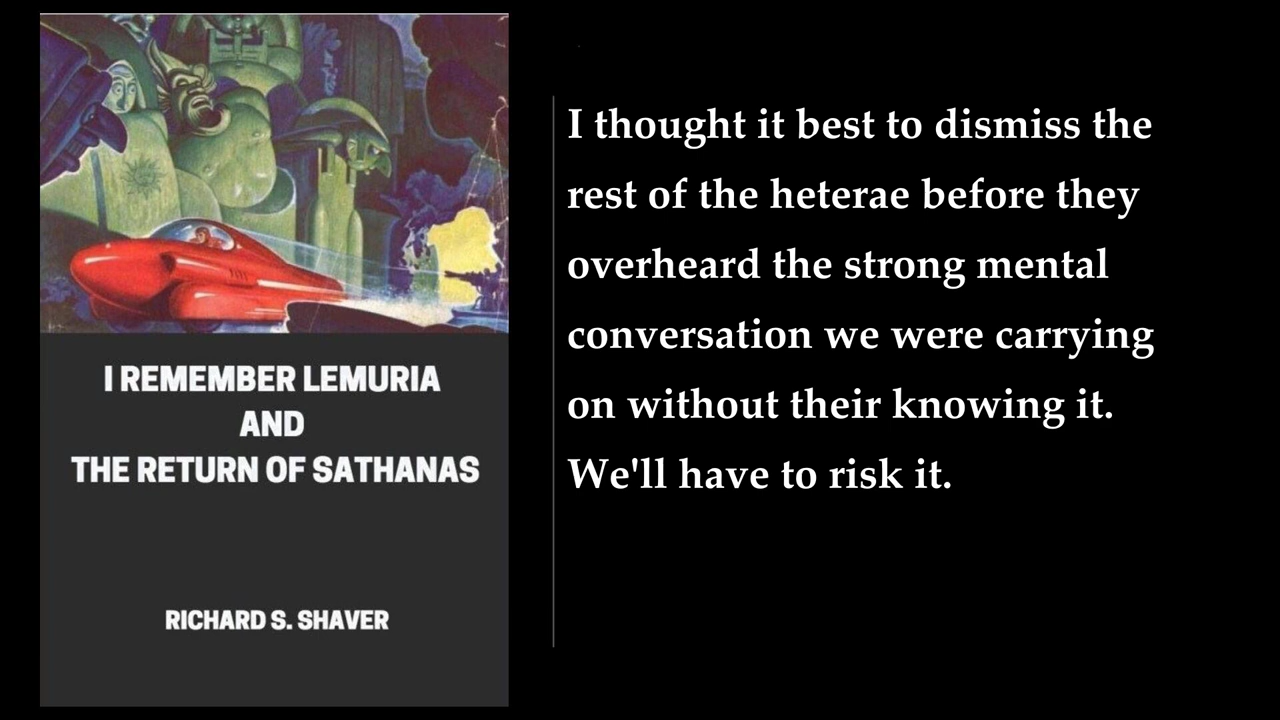 I REMEMBER LEMURIA
AND
THE RETURN OF SATHANAS
RICHARD S. SHAVER
I thought it best to dismiss the
rest of the heterae before they
overheard the strong mental
conversation we were carrying
on without their knowing it.
We'll have to risk it.